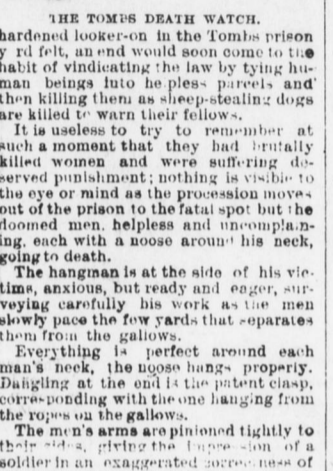 THE TOMBS DEATH WATCH.
hardened looker-on in the Tombs prison
y rd felt, an end would soon come to the
habit of vindicating the law by tying hu-
man beings into he pless parcels and
then killing them as sheep-stealing dogs
are killed to warn their fellows.
It is useless to try to remember at
such a moment that they had brutally
killed women and were suffering de-
served punishment; nothing is visible to
the eye or mind as the procession moves
out of the prison to the fatal spot but the
doomed men, helpless and uncomplain-
ing, each with a noose around his neck,
going to death.
The hangman is at the side of his vic-
tims, anxious, but ready and eager, sur-
veying carefully his work as the men
slowly pace the few yards that separates
them from the gallows.
Everything is perfect around each
man's neck, the noose hangs properly.
Dangling at the end is the patent clasp,
corresponding with the one hanging from
the ropes on the gallows.
The men's arms are pinioned tightly to
their sides, giving the impression of a
soldier in an exaggerated of